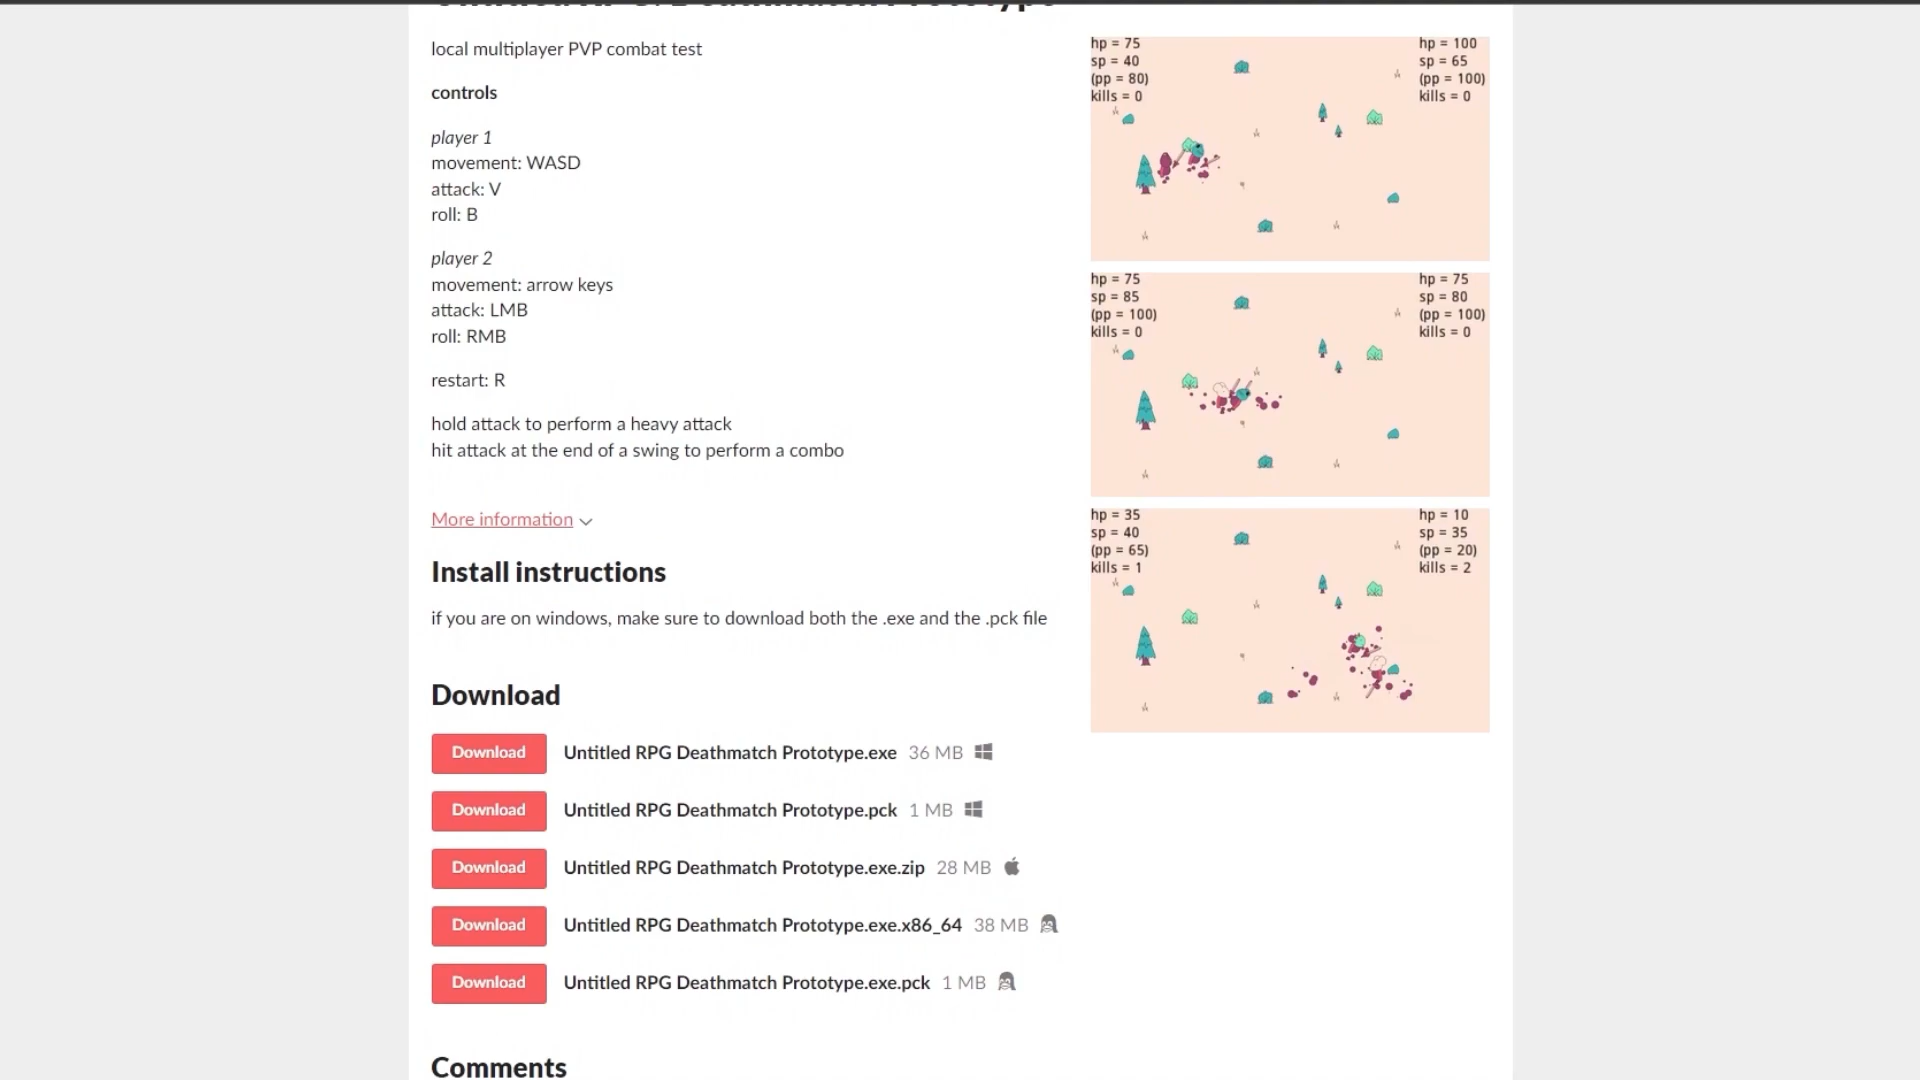 local multiplayer PVP combat test
controls
player 1
movement: WASD
attack: V
roll: B
player 2
movement: arrow keys
attack: LMB
roll: RMB
restart: R
hold attack to perform a heavy attack
hit attack at the end of a swing to perform a combo
More information
Install instructions
if you are on windows, make sure to download both the .exe and the .pck file
Download
Download Untitled RPG Deathmatch Prototype.exe 36 MB
Download Untitled RPG Deathmatch Prototype.pck 1 MB
Download Untitled RPG Deathmatch Prototype.exe.zip 28 MB
Download Untitled RPG Deathmatch Prototype.exe.x86_64 38 MB
Download Untitled RPG Deathmatch Prototype.exe.pck 1 MB
Comments
hp = 75
sp = 40
(pp = 80)
kills = 0
hp = 100
sp = 65
(pp = 100)
kills = 0
hp = 75
sp = 85
(pp = 100)
kills = 0
hp = 75
sp = 80
(pp = 100)
kills = 0
hp = 35
sp = 40
(pp = 65)
kills = 1
hp = 10
sp = 35
(pp = 20)
kills = 2